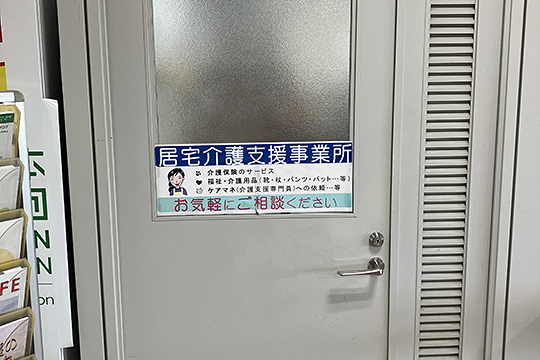 居宅介護支援事業所
介護保険のサービス
福祉・介護用品(靴・杖・パンツ・パット…等)
ケアマネ(介護支援専門員)への依頼…等
お気軽にご相談ください
on
FE
の